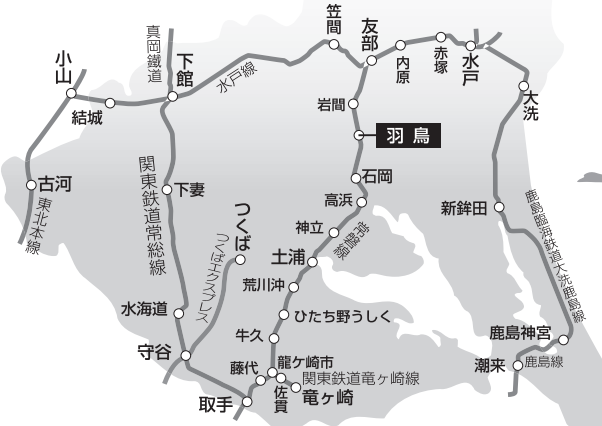 笠間
友部
真岡鐵道
小山
下館
水戸線
内原
赤塚
水戸
結城
岩間
大洗
羽鳥
関東鉄道常総線
石岡
古河
下妻
高浜
新鉾田
東北本線
つくば
神立
常磐線
鹿島臨海鉄道大洗鹿島線
つくばエクスプレス
土浦
荒川沖
水海道
ひたち野うしく
鹿島神宮
牛久
守谷
藤代
龍ケ崎市
潮来
鹿島線
関東鉄道竜ヶ崎線
佐貫
竜ヶ崎
取手